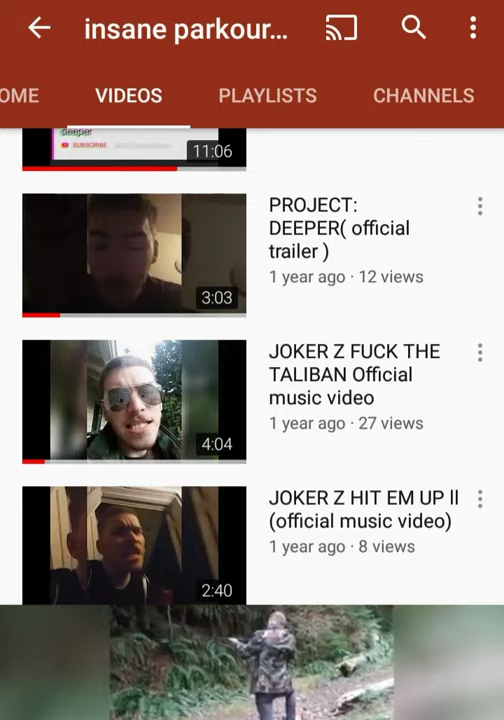 insane parkour...
OME VIDEOS PLAYLISTS CHANNELS
deeper
SUBSCRIBE
11:06
PROJECT:
DEEPER( official
trailer )
1 year ago · 12 views
3:03
JOKER Z FUCK THE
TALIBAN Official
music video
1 year ago · 27 views
4:04
JOKER Z HIT EM UP ll
(official music video)
1 year ago · 8 views
2:40